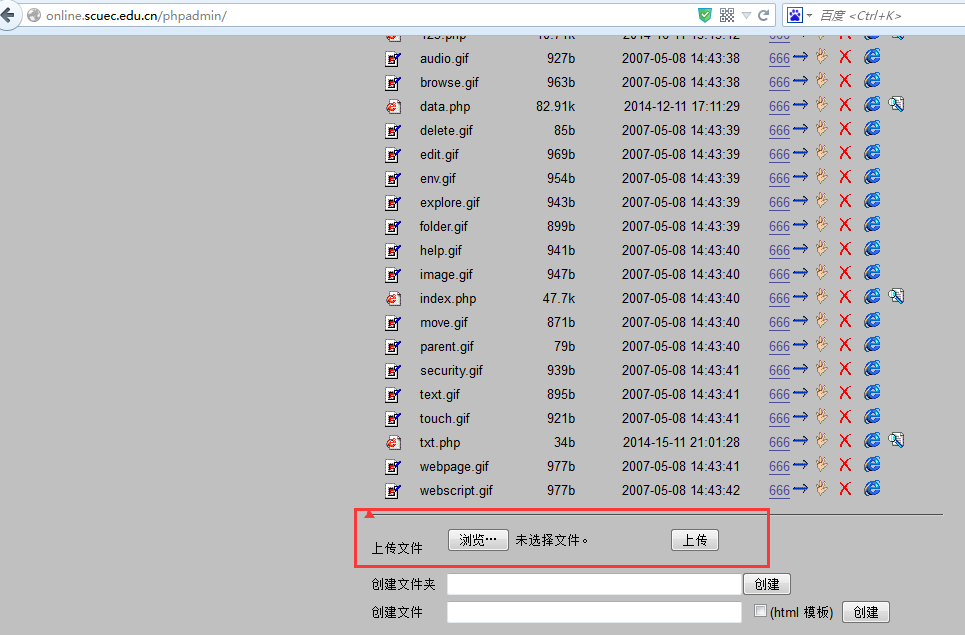 online.scuec.edu.cn/phpadmin/ 百度 <Ctrl+K>
audio.gif 927b 2007-05-08 14:43:38 666
browse.gif 963b 2007-05-08 14:43:38 666
data.php 82.91k 2014-12-11 17:11:29 666
delete.gif 85b 2007-05-08 14:43:39 666
edit.gif 969b 2007-05-08 14:43:39 666
env.gif 954b 2007-05-08 14:43:39 666
explore.gif 943b 2007-05-08 14:43:39 666
folder.gif 899b 2007-05-08 14:43:39 666
help.gif 941b 2007-05-08 14:43:40 666
image.gif 947b 2007-05-08 14:43:40 666
index.php 47.7k 2007-05-08 14:43:40 666
move.gif 871b 2007-05-08 14:43:40 666
parent.gif 79b 2007-05-08 14:43:40 666
security.gif 939b 2007-05-08 14:43:41 666
text.gif 895b 2007-05-08 14:43:41 666
touch.gif 921b 2007-05-08 14:43:41 666
txt.php 34b 2014-15-11 21:01:28 666
webpage.gif 977b 2007-05-08 14:43:41 666
webscript.gif 977b 2007-05-08 14:43:42 666
上传文件 浏览… 未选择文件。 上传
创建文件夹 创建
创建文件 (html 模板) 创建